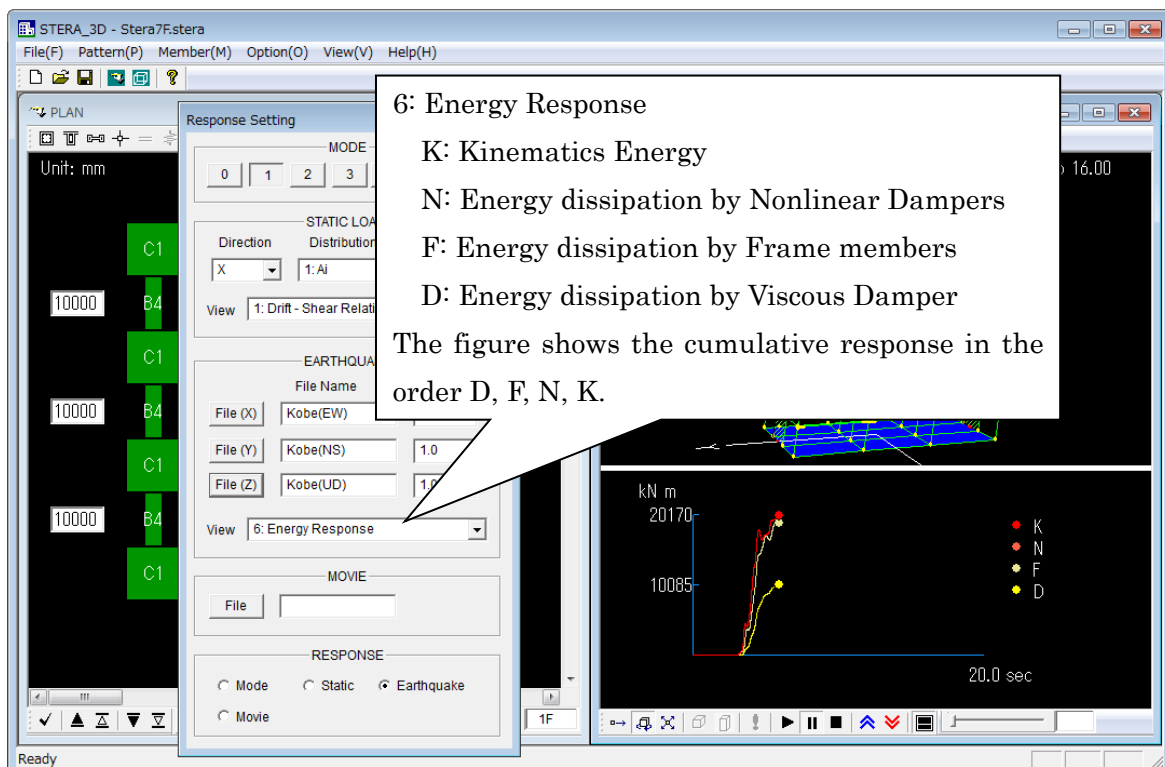 STERA_3D - Stera7F.stera
File(F) Pattern(P) Member(M) Option(O) View(V) Help(H)
PLAN
Unit: mm
C1
10000 B4
C1
10000 B4
C1
10000 B4
C1
1F
Response Setting
MODE
0 1 2 3
STATIC LOA
Direction Distribution
X 1: Ai
View 1: Drift - Shear Relati
EARTHQUA
File Name
File (X) Kobe(EW)
File (Y) Kobe(NS) 1.0
File (Z) Kobe(UD) 1.0
View 6: Energy Response
MOVIE
File
RESPONSE
Mode Static Earthquake
Movie
6: Energy Response
K: Kinematics Energy
N: Energy dissipation by Nonlinear Dampers
F: Energy dissipation by Frame members
D: Energy dissipation by Viscous Damper
The figure shows the cumulative response in the
order D, F, N, K.
16.00
kN m
20170
10085
K
N
F
D
20.0 sec
Ready